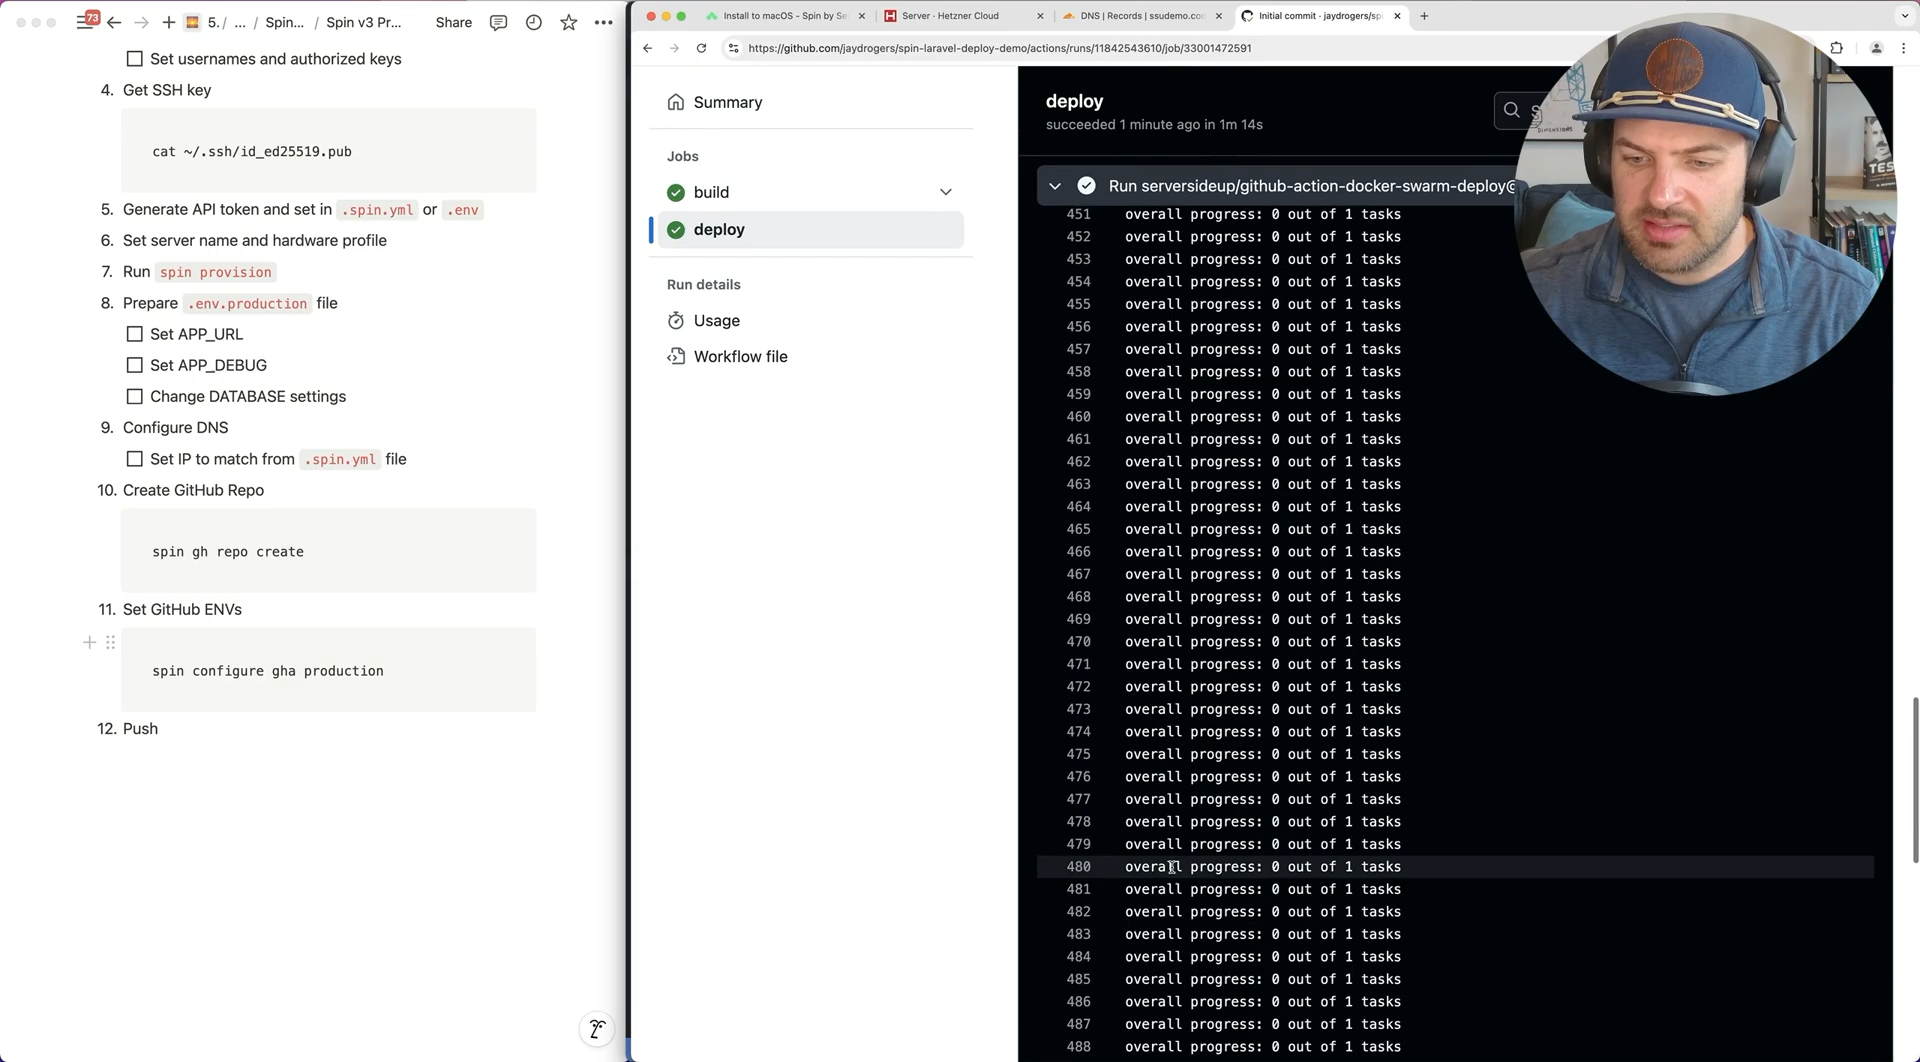 73
5. / ... / Spin... / Spin v3 Pr...
Share
Set usernames and authorized keys
4. Get SSH key
cat ~/.ssh/id_ed25519.pub
5. Generate API token and set in .spin.yml or .env
6. Set server name and hardware profile
7. Run spin provision
8. Prepare .env.production file
Set APP_URL
Set APP_DEBUG
Change DATABASE settings
9. Configure DNS
Set IP to match from .spin.yml file
10. Create GitHub Repo
spin gh repo create
11. Set GitHub ENVs
spin configure gha production
12. Push
Install to macOS - Spin by Se
Server · Hetzner Cloud
DNS | Records | ssudemo.co
Initial commit · jaydrogers/sp
https://github.com/jaydrogers/spin-laravel-deploy-demo/actions/runs/11842543610/job/33001472591
Summary
Jobs
build
deploy
Run details
Usage
Workflow file
deploy
succeeded 1 minute ago in 1m 14s
Run serversideup/github-action-docker-swarm-deploy@
451 overall progress: 0 out of 1 tasks
452 overall progress: 0 out of 1 tasks
453 overall progress: 0 out of 1 tasks
454 overall progress: 0 out of 1 tasks
455 overall progress: 0 out of 1 tasks
456 overall progress: 0 out of 1 tasks
457 overall progress: 0 out of 1 tasks
458 overall progress: 0 out of 1 tasks
459 overall progress: 0 out of 1 tasks
460 overall progress: 0 out of 1 tasks
461 overall progress: 0 out of 1 tasks
462 overall progress: 0 out of 1 tasks
463 overall progress: 0 out of 1 tasks
464 overall progress: 0 out of 1 tasks
465 overall progress: 0 out of 1 tasks
466 overall progress: 0 out of 1 tasks
467 overall progress: 0 out of 1 tasks
468 overall progress: 0 out of 1 tasks
469 overall progress: 0 out of 1 tasks
470 overall progress: 0 out of 1 tasks
471 overall progress: 0 out of 1 tasks
472 overall progress: 0 out of 1 tasks
473 overall progress: 0 out of 1 tasks
474 overall progress: 0 out of 1 tasks
475 overall progress: 0 out of 1 tasks
476 overall progress: 0 out of 1 tasks
477 overall progress: 0 out of 1 tasks
478 overall progress: 0 out of 1 tasks
479 overall progress: 0 out of 1 tasks
480 overall progress: 0 out of 1 tasks
481 overall progress: 0 out of 1 tasks
482 overall progress: 0 out of 1 tasks
483 overall progress: 0 out of 1 tasks
484 overall progress: 0 out of 1 tasks
485 overall progress: 0 out of 1 tasks
486 overall progress: 0 out of 1 tasks
487 overall progress: 0 out of 1 tasks
488 overall progress: 0 out of 1 tasks